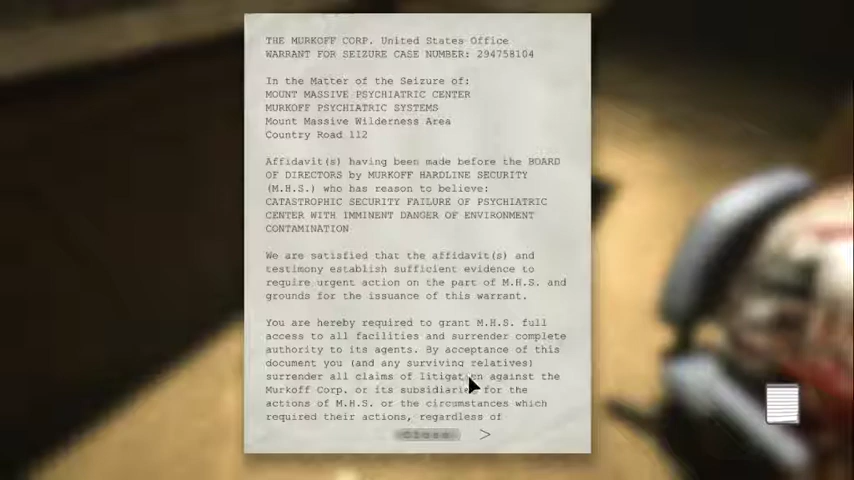 THE MURKOFF CORP. United States Office
WARRANT FOR SEIZURE CASE NUMBER: 294758104
In the Matter of the Seizure of:
MOUNT MASSIVE PSYCHIATRIC CENTER
MURKOFF PSYCHIATRIC SYSTEMS
Mount Massive Wilderness Area
Country Road 112
Affidavit(s) having been made before the BOARD
OF DIRECTORS by MURKOFF HARDLINE SECURITY
(M.H.S.) who has reason to believe:
CATASTROPHIC SECURITY FAILURE OF PSYCHIATRIC
CENTER WITH IMMINENT DANGER OF ENVIRONMENT
CONTAMINATION
We are satisfied that the affidavit(s) and
testimony establish sufficient evidence to
require urgent action on the part of M.H.S. and
grounds for the issuance of this warrant.
You are hereby required to grant M.H.S. full
access to all facilities and surrender complete
authority to its agents. By acceptance of this
document you (and any surviving relatives)
surrender all claims of litigation against the
Murkoff Corp. or its subsidiaries for the
actions of M.H.S. or the circumstances which
required their actions, regardless of
Close >